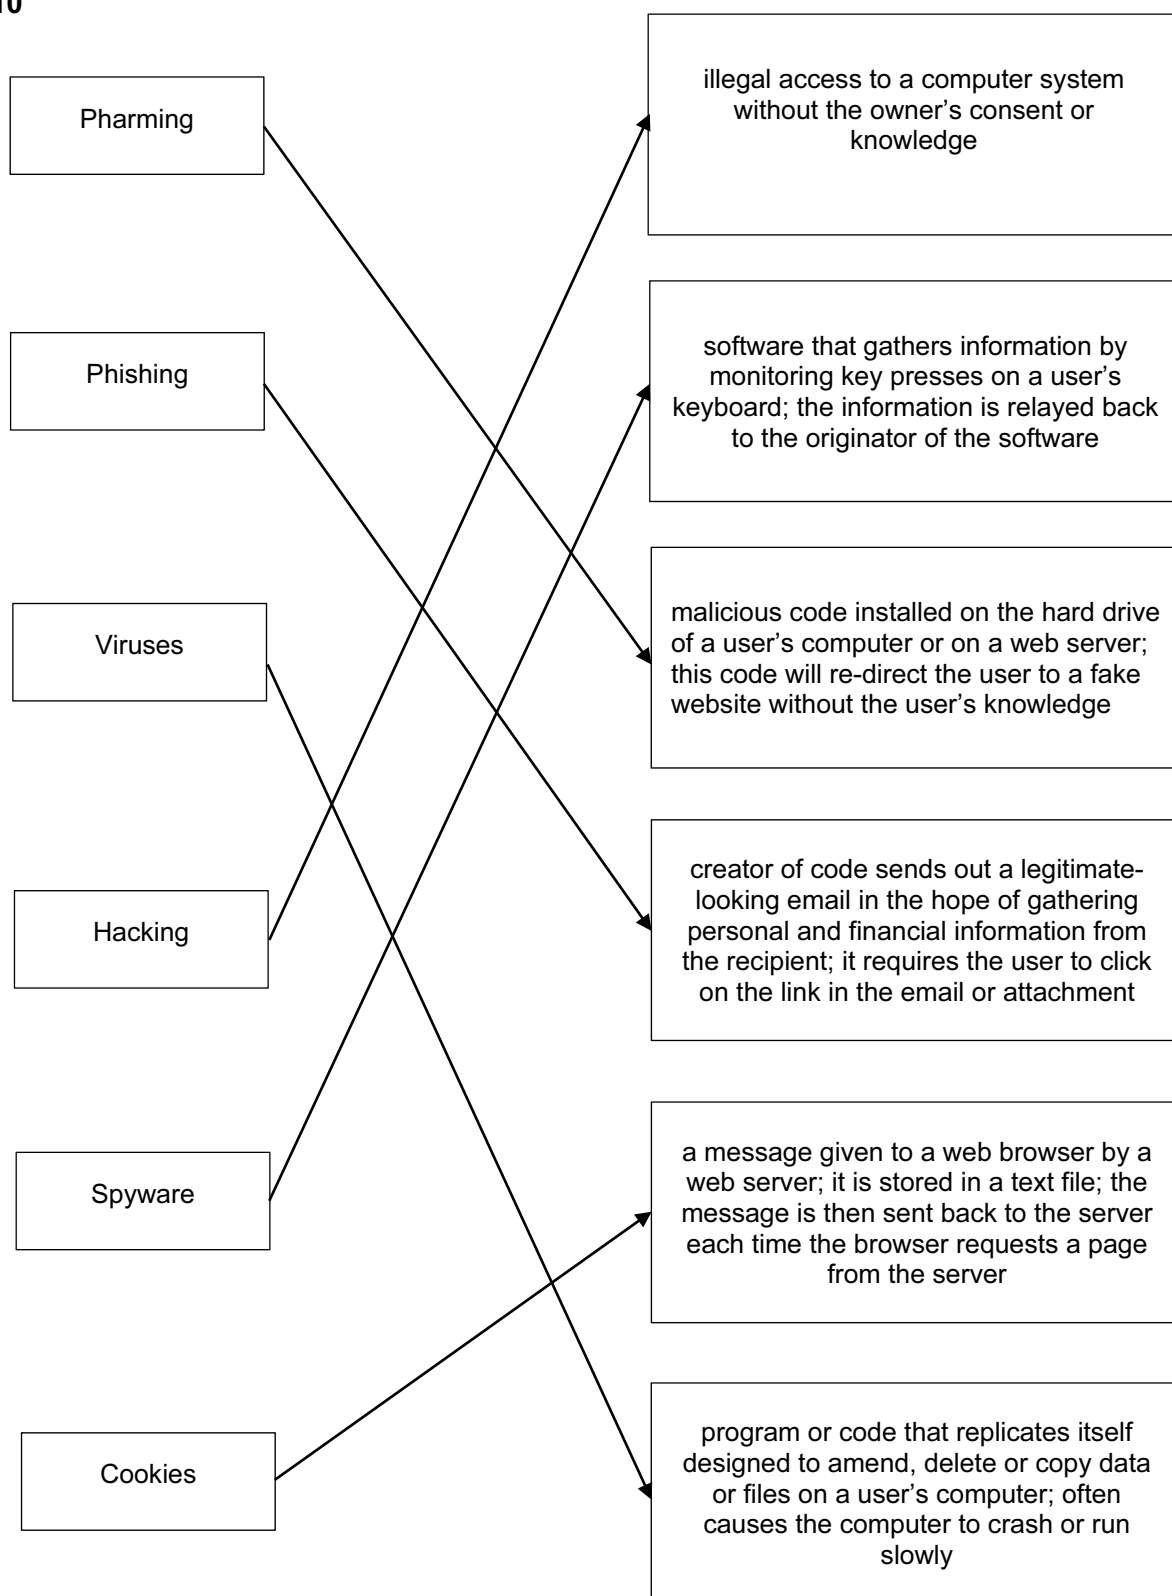 10
Pharming
illegal access to a computer system
without the owner's consent or
knowledge
Phishing
software that gathers information by
monitoring key presses on a user's
keyboard; the information is relayed back
to the originator of the software
Viruses
malicious code installed on the hard drive
of a user's computer or on a web server;
this code will re-direct the user to a fake
website without the user's knowledge
Hacking
creator of code sends out a legitimate-
looking email in the hope of gathering
personal and financial information from
the recipient; it requires the user to click
on the link in the email or attachment
Spyware
a message given to a web browser by a
web server; it is stored in a text file; the
message is then sent back to the server
each time the browser requests a page
from the server
Cookies
program or code that replicates itself
designed to amend, delete or copy data
or files on a user's computer; often
causes the computer to crash or run
slowly